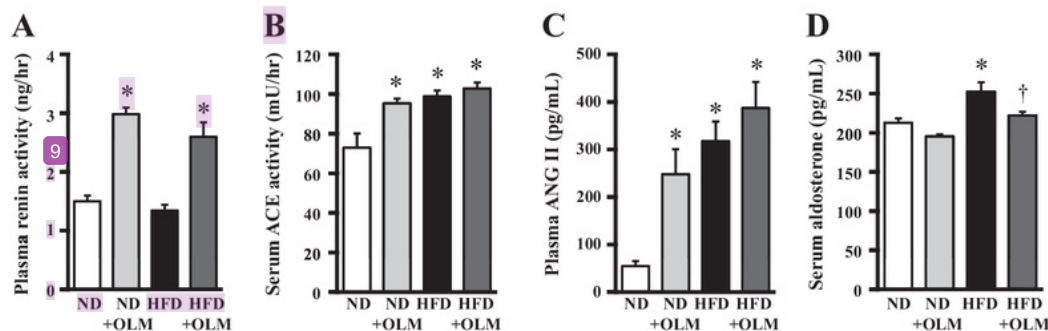 A
Plasma renin activity (ng/hr)
4
3
9
2
1
0
*
*
ND
ND
HFD
HFD
+OLM
+OLM
B
Serum ACE activity (mU/hr)
120
100
80
60
40
20
0
*
*
*
ND
ND
HFD
HFD
+OLM
+OLM
C
Plasma ANG II (pg/mL)
500
400
300
200
100
0
*
*
*
ND
ND
HFD
HFD
+OLM
+OLM
D
Serum aldosterone (pg/mL)
300
250
200
150
100
50
0
*
†
ND
ND
HFD
HFD
+OLM
+OLM